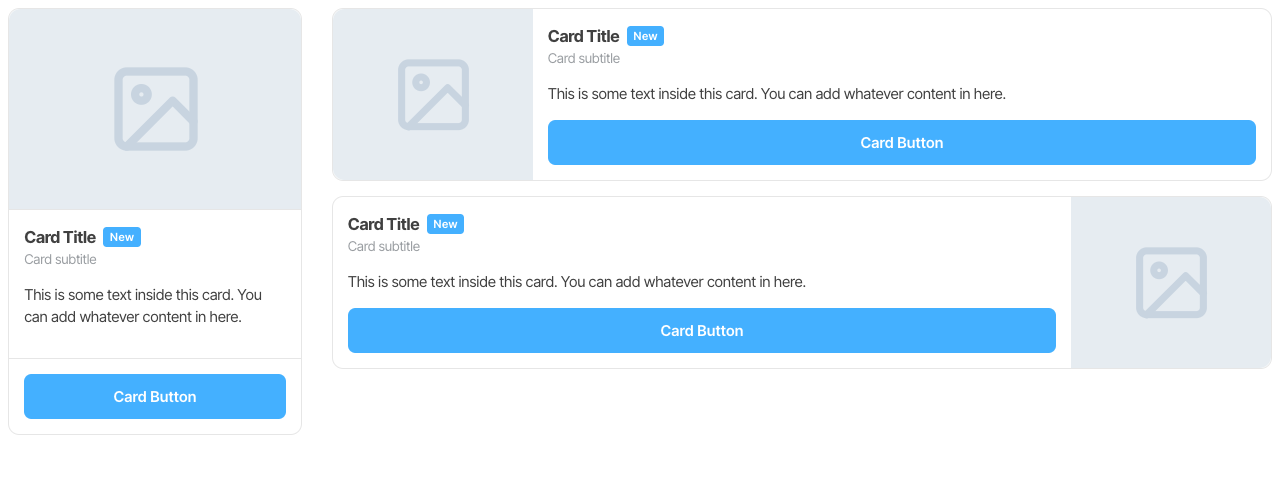 Card Title New
Card subtitle
This is some text inside this card. You
can add whatever content in here.
Card Button
Card Title New
Card subtitle
This is some text inside this card. You can add whatever content in here.
Card Button
Card Title New
Card subtitle
This is some text inside this card. You can add whatever content in here.
Card Button